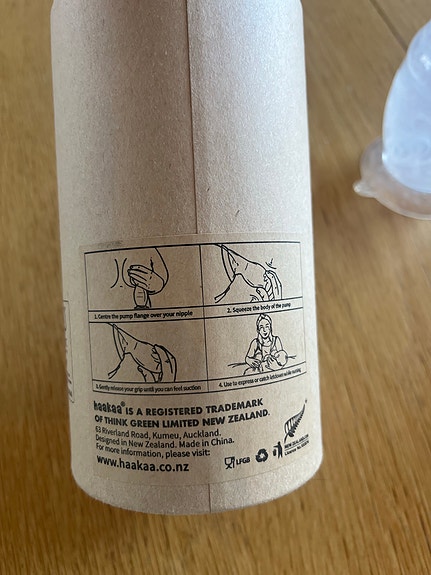 1. Centre the pump flange over your nipple
2. Squeeze the body of the pump
3. Gently release your grip until you can feel suction
4. Use to express or catch letdown while nursing
haakaa® IS A REGISTERED TRADEMARK
OF THINK GREEN LIMITED NEW ZEALAND.
63 Riverland Road, Kumeu, Auckland.
Designed in New Zealand. Made in China.
For more information, please visit:
www.haakaa.co.nz
LFGB